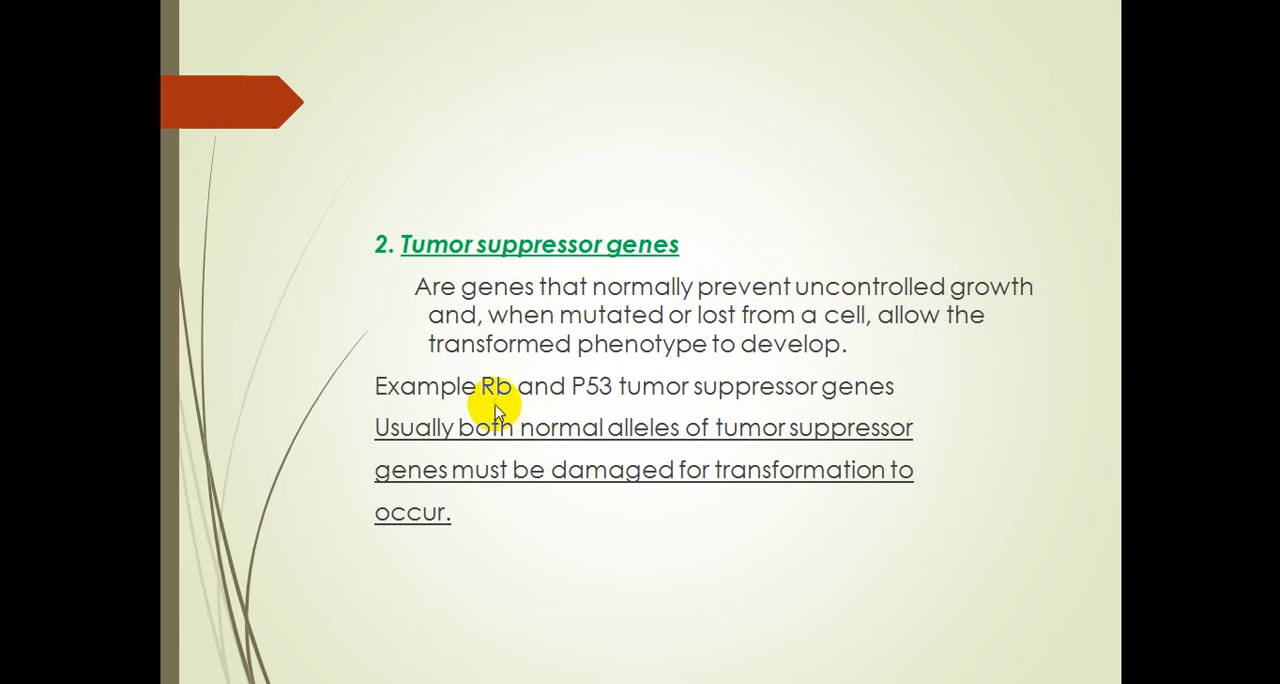 2. Tumor suppressor genes
Are genes that normally prevent uncontrolled growth
and, when mutated or lost from a cell, allow the
transformed phenotype to develop.
Example Rb and P53 tumor suppressor genes
Usually both normal alleles of tumor suppressor
genes must be damaged for transformation to
occur.